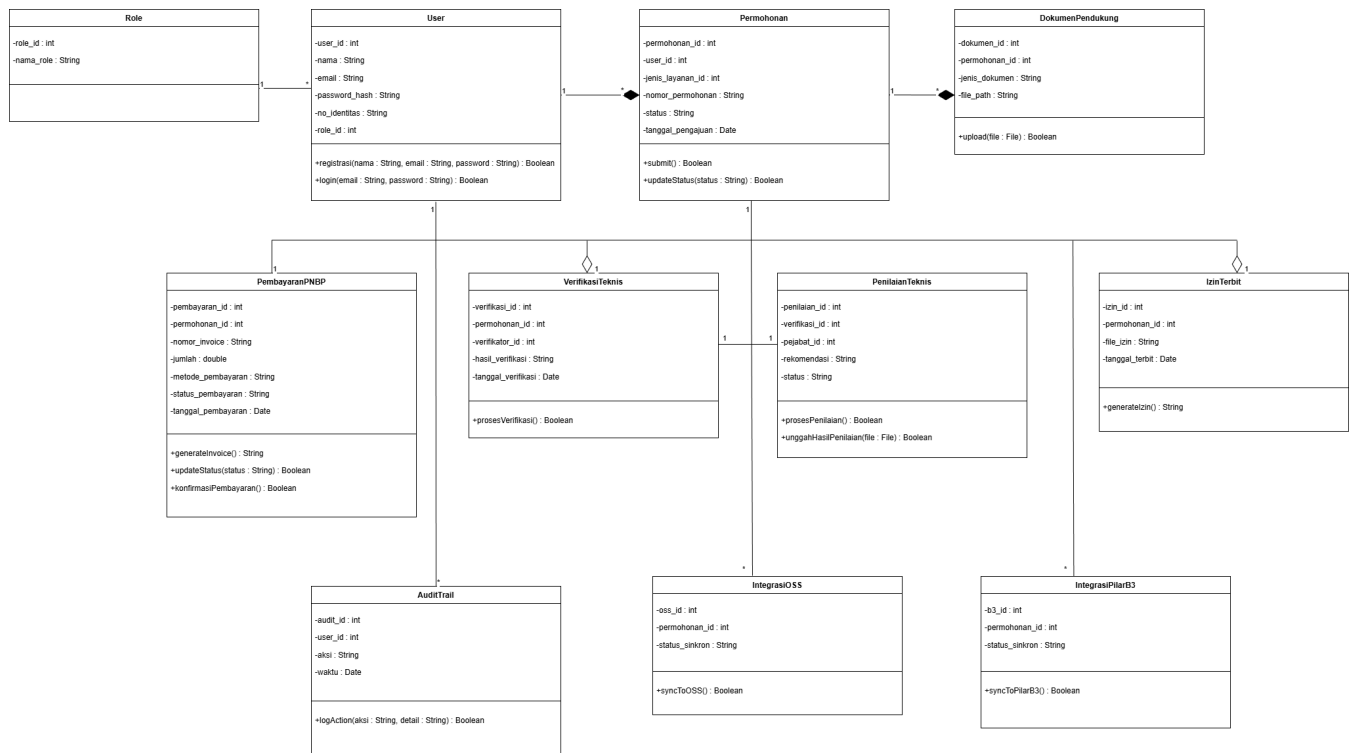 Role
-role_id : int
-nama_role : String
1
*
User
-user_id : int
-nama : String
-email : String
-password_hash : String
-no_identitas : String
-role_id : int
+registrasi(nama : String, email : String, password : String) : Boolean
+login(email : String, password : String) : Boolean
1
*
Permohonan
-permohonan_id : int
-user_id : int
-jenis_layanan_id : int
-nomor_permohonan : String
-status : String
-tanggal_pengajuan : Date
+submit() : Boolean
+updateStatus(status : String) : Boolean
1
*
DokumenPendukung
-dokumen_id : int
-permohonan_id : int
-jenis_dokumen : String
-file_path : String
+upload(file : File) : Boolean
1
1
1
PembayaranPNBP
-pembayaran_id : int
-permohonan_id : int
-nomor_invoice : String
-jumlah : double
-metode_pembayaran : String
-status_pembayaran : String
-tanggal_pembayaran : Date
+generateInvoice() : String
+updateStatus(status : String) : Boolean
+konfirmasiPembayaran() : Boolean
1
VerifikasiTeknis
-verifikasi_id : int
-permohonan_id : int
-verifikator_id : int
-hasil_verifikasi : String
-tanggal_verifikasi : Date
+prosesVerifikasi() : Boolean
1
1
PenilaianTeknis
-penilaian_id : int
-verifikasi_id : int
-pejabat_id : int
-rekomendasi : String
-status : String
+prosesPenilaian() : Boolean
+unggahHasilPenilaian(file : File) : Boolean
1
IzinTerbit
-izin_id : int
-permohonan_id : int
-file_izin : String
-tanggal_terbit : Date
+generateIzin() : String
*
AuditTrail
-audit_id : int
-user_id : int
-aksi : String
-waktu : Date
+logAction(aksi : String, detail : String) : Boolean
*
IntegrasiOSS
-oss_id : int
-permohonan_id : int
-status_sinkron : String
+syncToOSS() : Boolean
*
IntegrasiPilarB3
-b3_id : int
-permohonan_id : int
-status_sinkron : String
+syncToPilarB3() : Boolean